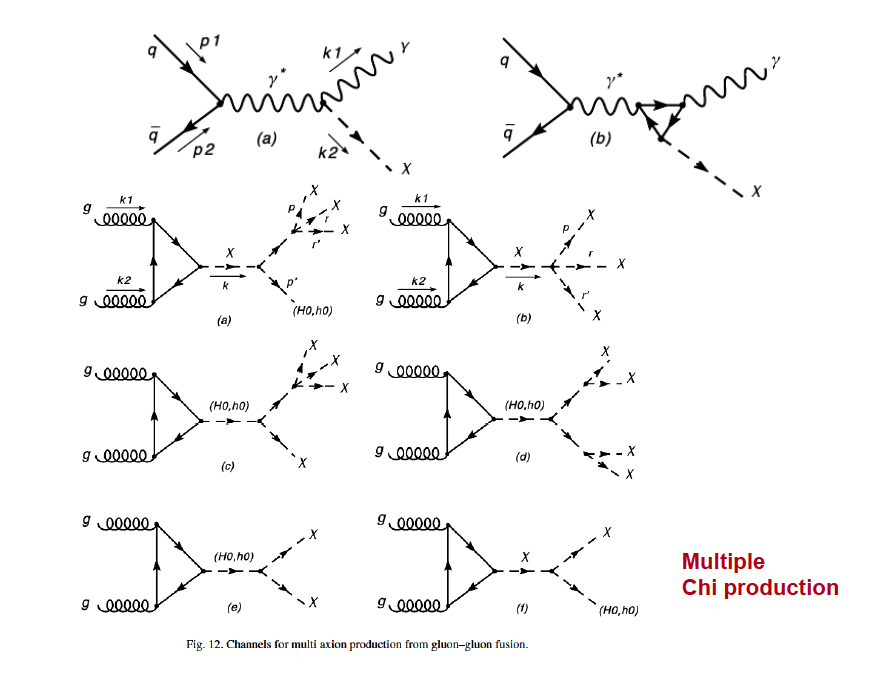 q p1 γ* k1 γ
q̄ p2 (a) k2 X
q γ* γ
q̄ (b) X
g k1 X p X r X r'
k2 k p'
g (H0,h0)
(a)
g k1 X p X r X
k2 k r'
g X
(b)
g X X X
(H0,h0)
g X
(c)
g X X
(H0,h0)
g X X
(d)
g X
(H0,h0)
g X
(e)
g X
X
g (H0,h0)
(f)
Multiple
Chi production
Fig. 12. Channels for multi axion production from gluon–gluon fusion.